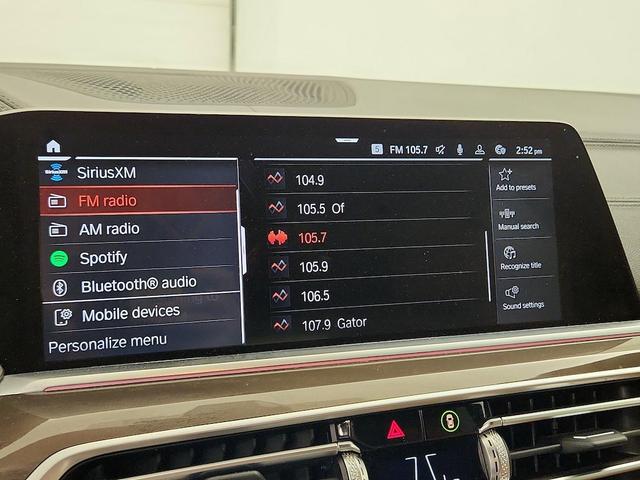 5 FM 105.7 2:52 pm
SiriusXM
SiriusXM
FM radio
AM radio
Spotify
Bluetooth® audio
Mobile devices
Personalize menu
104.9
105.5 Of
105.7
105.9
106.5
107.9 Gator
Add to presets
Manual search
Recognize title
Sound settings